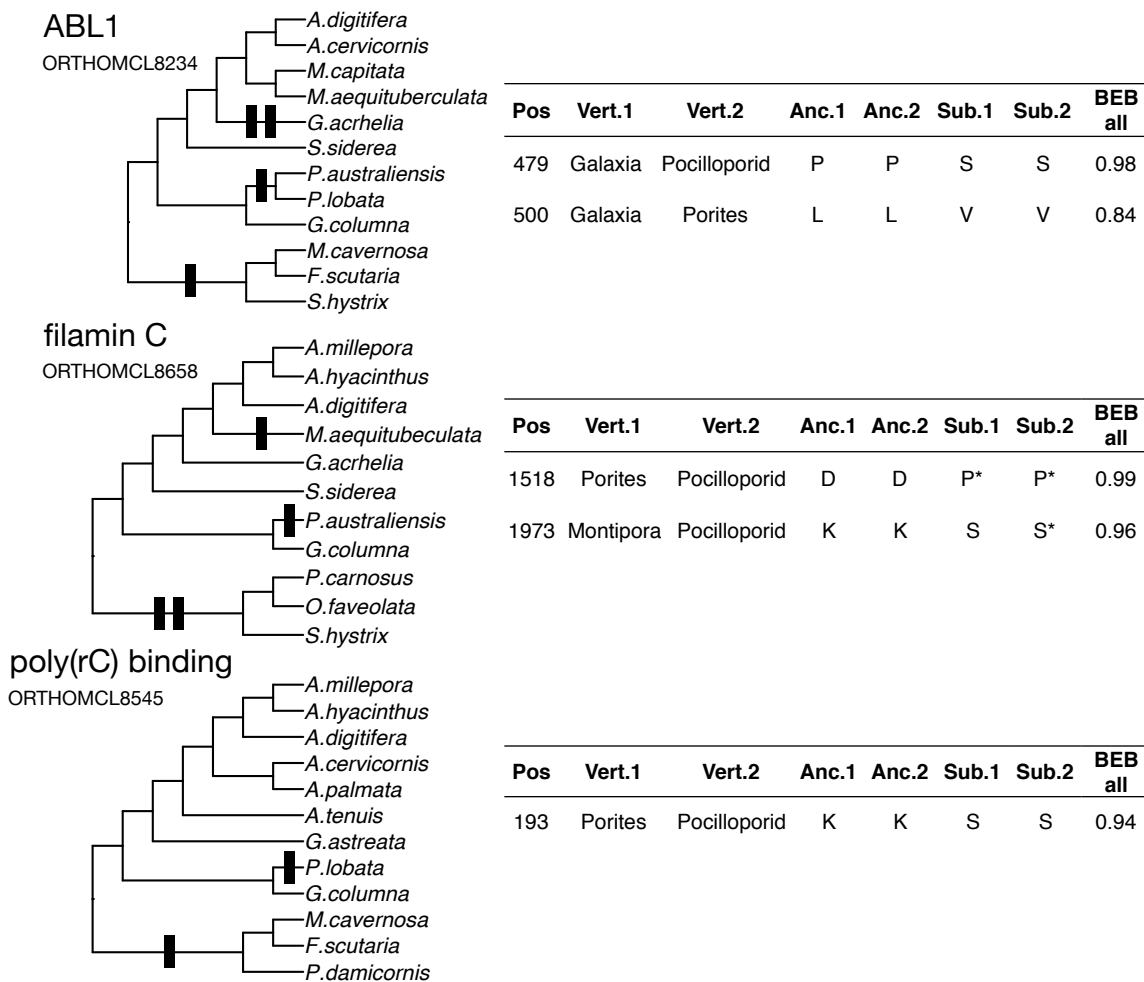 ABL1
ORTHOMCL8234
A.digitifera
A.cervicornis
M.capitata
M.aequituberculata
G.acrhelia
S.siderea
P.australiensis
P.lobata
G.columna
M.cavernosa
F.scutaria
S.hystrix
Pos Vert.1 Vert.2 Anc.1 Anc.2 Sub.1 Sub.2 BEB all
479 Galaxia Pocilloporid P P S S 0.98
500 Galaxia Porites L L V V 0.84
filamin C
ORTHOMCL8658
A.millepora
A.hyacinthus
A.digitifera
M.aequitubeculata
G.acrhelia
S.siderea
P.australiensis
G.columna
P.carnosus
O.faveolata
S.hystrix
Pos Vert.1 Vert.2 Anc.1 Anc.2 Sub.1 Sub.2 BEB all
1518 Porites Pocilloporid D D P* P* 0.99
1973 Montipora Pocilloporid K K S S* 0.96
poly(rC) binding
ORTHOMCL8545
A.millepora
A.hyacinthus
A.digitifera
A.cervicornis
A.palmata
A.tenuis
G.astreata
P.lobata
G.columna
M.cavernosa
F.scutaria
P.damicornis
Pos Vert.1 Vert.2 Anc.1 Anc.2 Sub.1 Sub.2 BEB all
193 Porites Pocilloporid K K S S 0.94